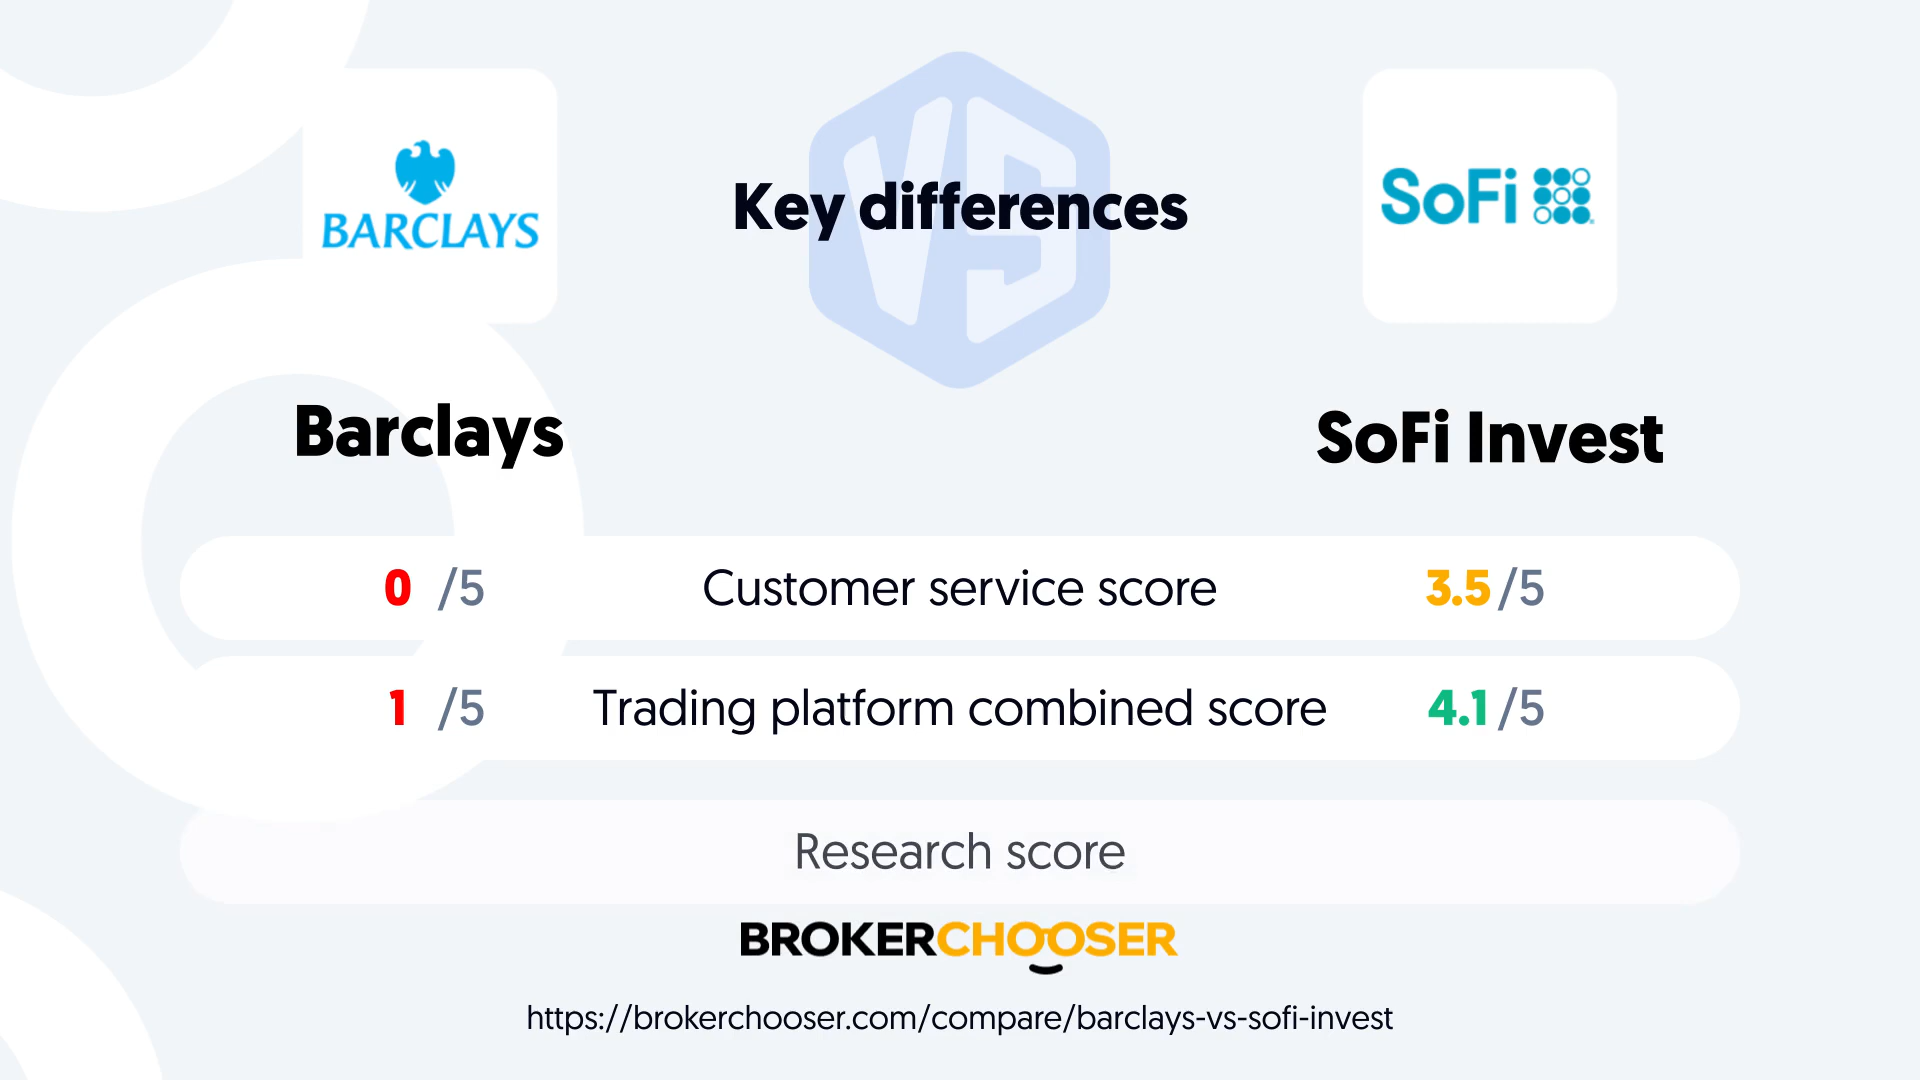 VS
BARCLAYS
Key differences
SoFi
Barclays
SoFi Invest
0 /5 Customer service score 3.5 /5
1 /5 Trading platform combined score 4.1 /5
Research score
BROKERCHOOSER
https://brokerchooser.com/compare/barclays-vs-sofi-invest